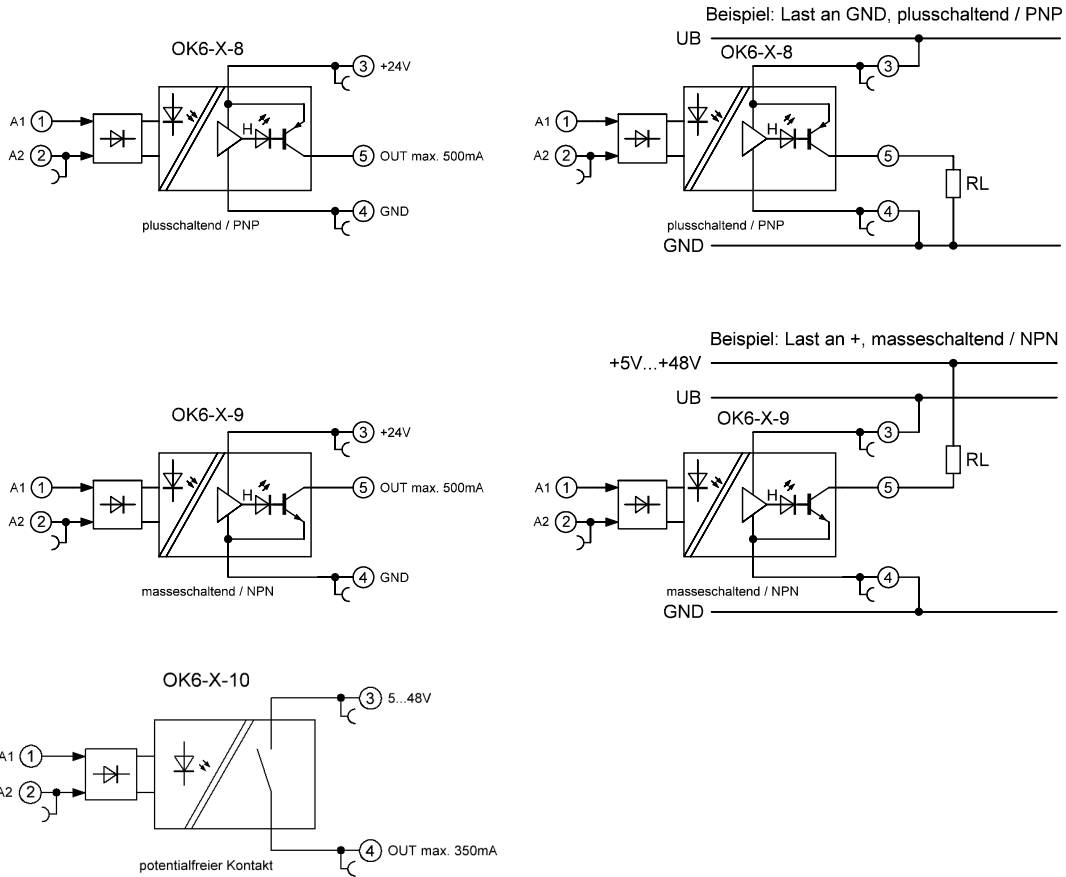 Beispiel: Last an GND, plusschaltend / PNP
UB
OK6-X-8
3 +24V
A1 1
A2 2
H
5 OUT max. 500mA
4 GND
plusschaltend / PNP
OK6-X-8
3
A1 1
A2 2
H
5
RL
4
plusschaltend / PNP
GND
Beispiel: Last an +, masseschaltend / NPN
+5V...+48V
UB
OK6-X-9
3 +24V
A1 1
A2 2
H
5 OUT max. 500mA
4 GND
masseschaltend / NPN
OK6-X-9
3
A1 1
A2 2
H
5
RL
4
masseschaltend / NPN
GND
OK6-X-10
3 5...48V
A1 1
A2 2
4 OUT max. 350mA
potentialfreier Kontakt